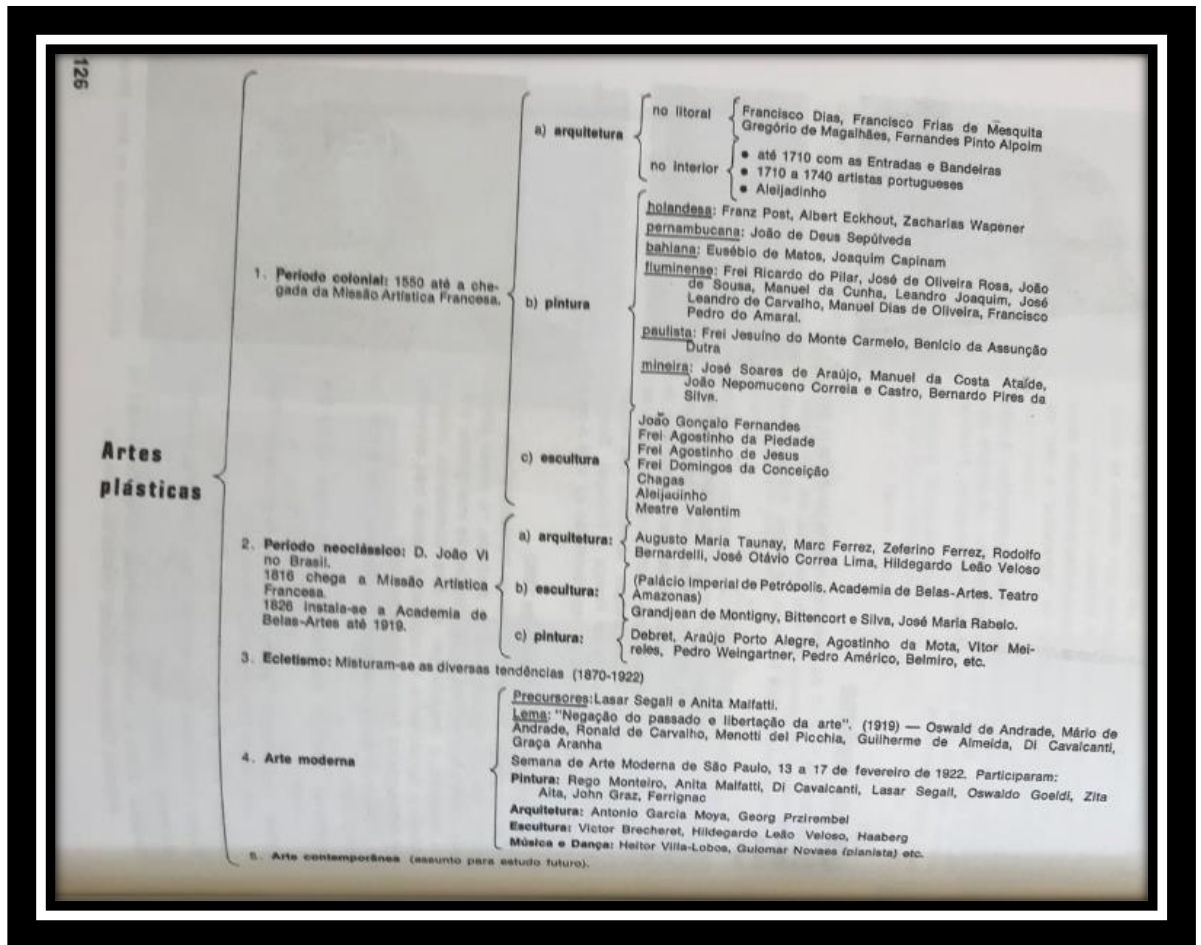 126
Artes
plásticas
1. Período colonial: 1550 até a che-
gada da Missão Artística Francesa.
a) arquitetura
no litoral
Francisco Dias, Francisco Frias de Mesquita
Gregório de Magalhães, Fernandes Pinto Alpoim
no interior
• até 1710 com as Entradas e Bandeiras
• 1710 a 1740 artistas portugueses
• Aleijadinho
b) pintura
holandesa: Franz Post, Albert Eckhout, Zacharias Wagener
pernambucana: João de Deus Sepúlveda
bahiana: Eusébio de Matos, Joaquim Capinam
fluminense: Frei Ricardo do Pilar, José de Oliveira Rosa, João
de Sousa, Manuel da Cunha, Leandro Joaquim, José
Leandro de Carvalho, Manuel Dias de Oliveira, Francisco
Pedro do Amaral.
paulista: Frei Jesuíno do Monte Carmelo, Benício da Assunção
Dutra
mineira: José Soares de Araújo, Manuel da Costa Ataíde,
João Nepomuceno Correia e Castro, Bernardo Pires da
Silva.
c) escultura
João Gonçalo Fernandes
Frei Agostinho da Piedade
Frei Agostinho de Jesus
Frei Domingos da Conceição
Chagas
Aleijadinho
Mestre Valentim
2. Período neoclássico: D. João VI
no Brasil.
1816 chega a Missão Artística
Francesa.
1826 instala-se a Academia de
Belas-Artes até 1919.
a) arquitetura:
Augusto Maria Taunay, Marc Ferrez, Zeferino Ferrez, Rodolfo
Bernardelli, José Otávio Correa Lima, Hildegardo Leão Veloso
b) escultura:
(Palácio Imperial de Petrópolis. Academia de Belas-Artes. Teatro
Amazonas)
Grandjean de Montigny, Bittencort e Silva, José Maria Rabelo.
c) pintura:
Debret, Araújo Porto Alegre, Agostinho da Mota, Vitor Mei-
reles, Pedro Weingartner, Pedro Américo, Belmiro, etc.
3. Ecletismo: Misturam-se as diversas tendências (1870-1922)
4. Arte moderna
Precursores: Lasar Segall e Anita Malfatti.
Lema: "Negação do passado e libertação da arte". (1919) — Oswald de Andrade, Mário de
Andrade, Ronald de Carvalho, Menotti del Picchia, Guilherme de Almeida, Di Cavalcanti,
Graça Aranha
Semana de Arte Moderna de São Paulo, 13 a 17 de fevereiro de 1922. Participaram:
Pintura: Rego Monteiro, Anita Malfatti, Di Cavalcanti, Lasar Segall, Oswaldo Goeldi, Zita
Aita, John Graz, Ferrignac
Arquitetura: Antonio Garcia Moya, Georg Przirembel
Escultura: Victor Brecheret, Hildegardo Leão Veloso, Haaberg
Música e Dança: Heitor Villa-Lobos, Guiomar Novaes (pianista) etc.
5. Arte contemporânea (assunto para estudo futuro).